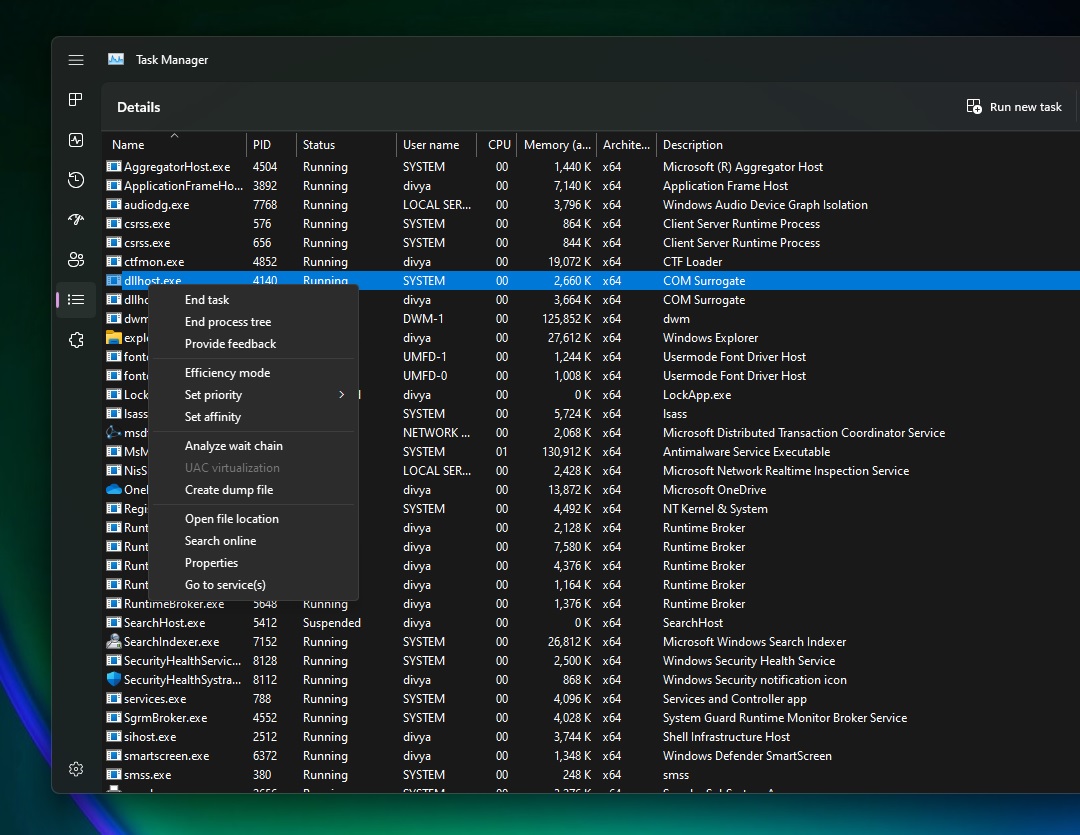 Task Manager
Details
Run new task
Name PID Status User name CPU Memory (a... Archite... Description
AggregatorHost.exe 4504 Running SYSTEM 00 1,440 K x64 Microsoft (R) Aggregator Host
ApplicationFrameHo... 3892 Running divya 00 7,140 K x64 Application Frame Host
audiodg.exe 7768 Running LOCAL SER... 00 3,796 K x64 Windows Audio Device Graph Isolation
csrss.exe 576 Running SYSTEM 00 864 K x64 Client Server Runtime Process
csrss.exe 656 Running SYSTEM 00 844 K x64 Client Server Runtime Process
ctfmon.exe 4852 Running divya 00 19,072 K x64 CTF Loader
dllhost.exe 4140 Running SYSTEM 00 2,660 K x64 COM Surrogate
divya 00 3,664 K x64 COM Surrogate
DWM-1 00 125,852 K x64 dwm
divya 00 27,612 K x64 Windows Explorer
UMFD-1 00 1,244 K x64 Usermode Font Driver Host
UMFD-0 00 1,008 K x64 Usermode Font Driver Host
Lock divya 00 0 K x64 LockApp.exe
lsass SYSTEM 00 5,724 K x64 lsass
NETWORK ... 00 2,068 K x64 Microsoft Distributed Transaction Coordinator Service
SYSTEM 01 130,912 K x64 Antimalware Service Executable
LOCAL SER... 00 2,428 K x64 Microsoft Network Realtime Inspection Service
divya 00 13,872 K x64 Microsoft OneDrive
SYSTEM 00 4,492 K x64 NT Kernel & System
divya 00 2,128 K x64 Runtime Broker
divya 00 7,580 K x64 Runtime Broker
divya 00 4,376 K x64 Runtime Broker
divya 00 1,164 K x64 Runtime Broker
RuntimeBroker.exe 5648 Running divya 00 1,376 K x64 Runtime Broker
SearchHost.exe 5412 Suspended divya 00 0 K x64 SearchHost
SearchIndexer.exe 7152 Running SYSTEM 00 26,812 K x64 Microsoft Windows Search Indexer
SecurityHealthServic... 8128 Running SYSTEM 00 2,500 K x64 Windows Security Health Service
SecurityHealthSystra... 8112 Running divya 00 868 K x64 Windows Security notification icon
services.exe 788 Running SYSTEM 00 4,096 K x64 Services and Controller app
SgrmBroker.exe 4552 Running SYSTEM 00 4,028 K x64 System Guard Runtime Monitor Broker Service
sihost.exe 2512 Running divya 00 3,744 K x64 Shell Infrastructure Host
smartscreen.exe 6372 Running divya 00 1,348 K x64 Windows Defender SmartScreen
smss.exe 380 Running SYSTEM 00 248 K x64 smss
End task
End process tree
Provide feedback
Efficiency mode
Set priority
Set affinity
Analyze wait chain
UAC virtualization
Create dump file
Open file location
Search online
Properties
Go to service(s)